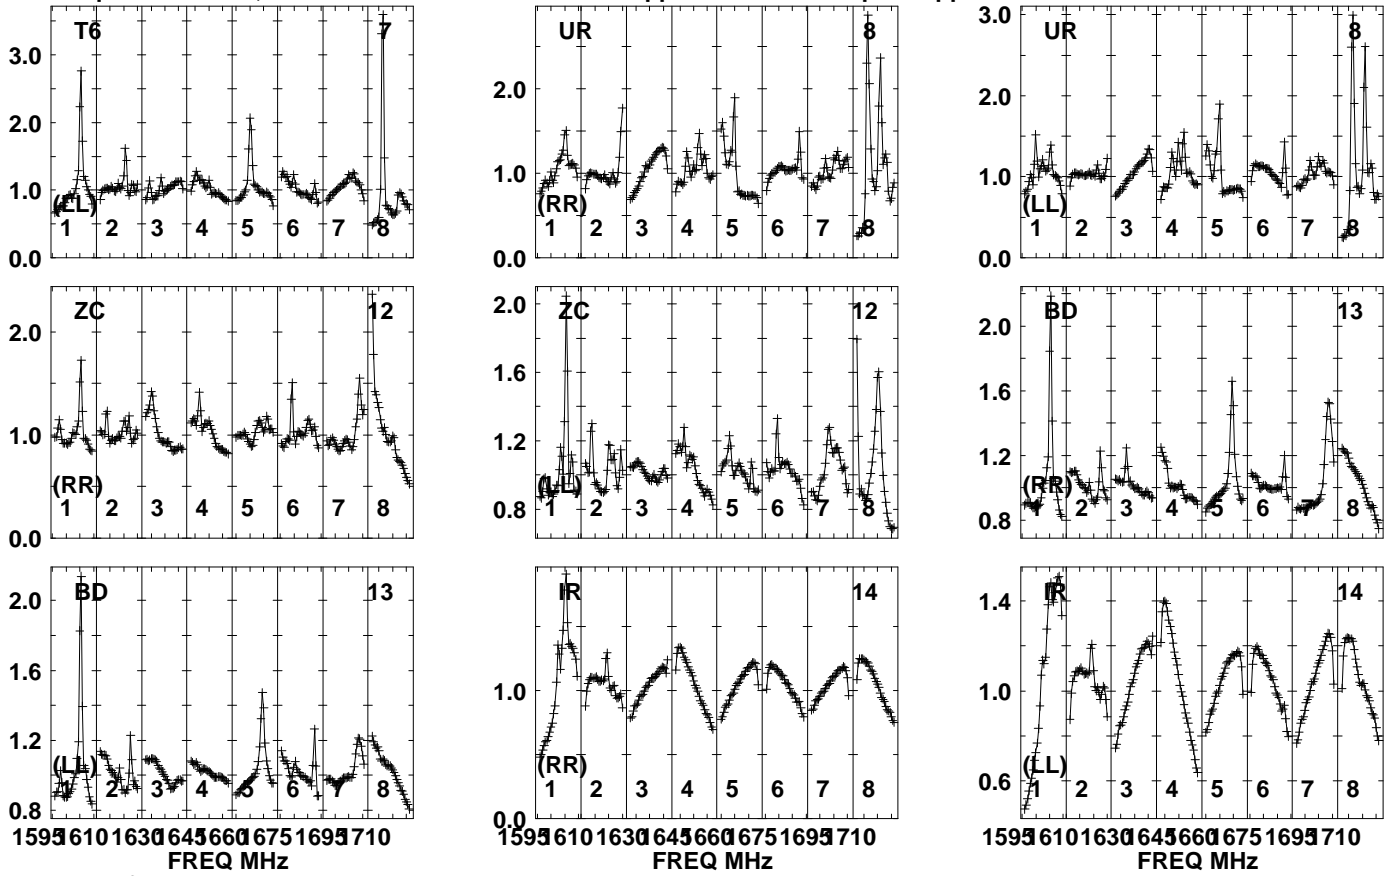 T6 7 UR 8 UR 8 3.0
3.0
2.0 2.0 2.0
1.0 1.0 1.0
(LL) (RR) (LL)
1 2 3 4 5 6 7 8 1 2 3 4 5 6 7 8 1 2 3 4 5 6 7 8
0.0 0.0 0.0
ZC 12 ZC 12 BD 13
2.0 2.0 2.0
1.6 1.6
1.0 1.2 1.2
(RR) (LL) (RR)
1 2 3 4 5 6 7 8 1 2 3 4 5 6 7 8 1 2 3 4 5 6 7 8
0.0 0.8 0.8
BD 13 IR 14 IR 14
2.0 1.4
1.6
1.2 1.0 1.0
(LL) (RR) (LL)
1 2 3 4 5 6 7 8 1 2 3 4 5 6 7 8 1 2 3 4 5 6 7 8
0.8 0.0 0.6
1595 1610 1630 1645 1660 1675 1695 1710 1595 1610 1630 1645 1660 1675 1695 1710 1595 1610 1630 1645 1660 1675 1695 1710
FREQ MHz FREQ MHz FREQ MHz